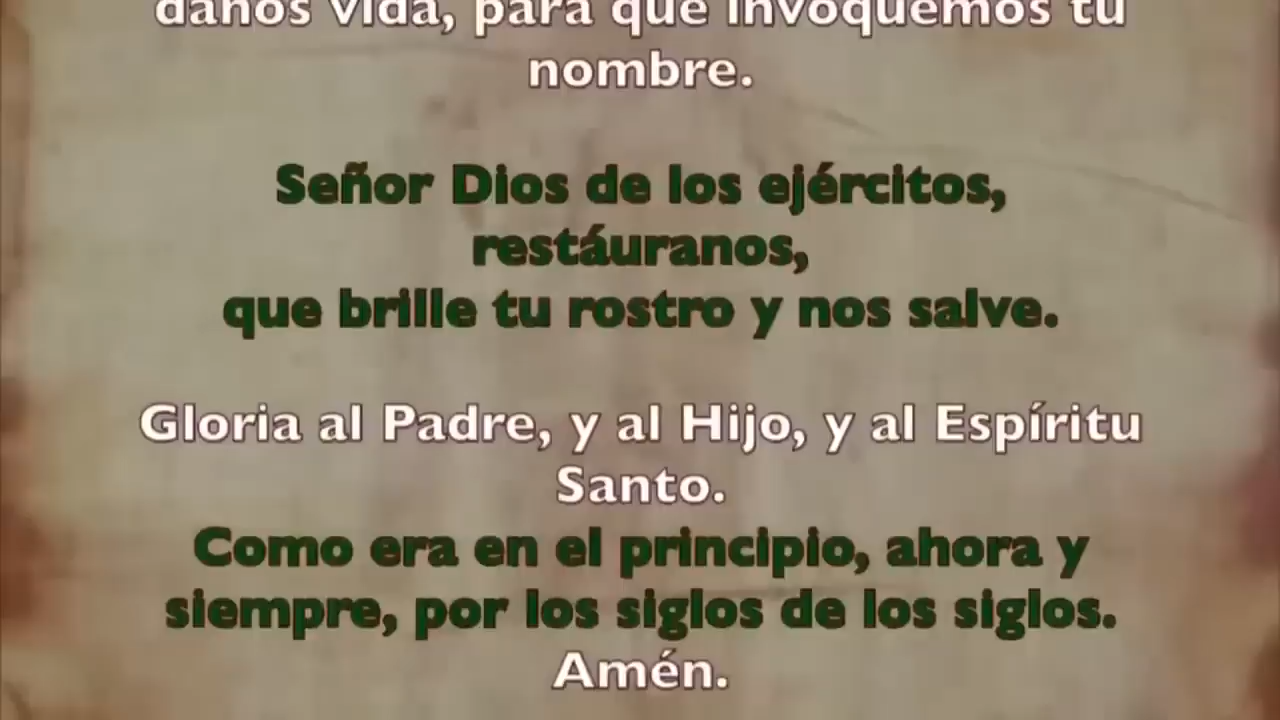 danos vida, para que invoquemos tu
nombre.
Señor Dios de los ejércitos,
restáuranos,
que brille tu rostro y nos salve.
Gloria al Padre, y al Hijo, y al Espíritu
Santo.
Como era en el principio, ahora y
siempre, por los siglos de los siglos.
Amén.